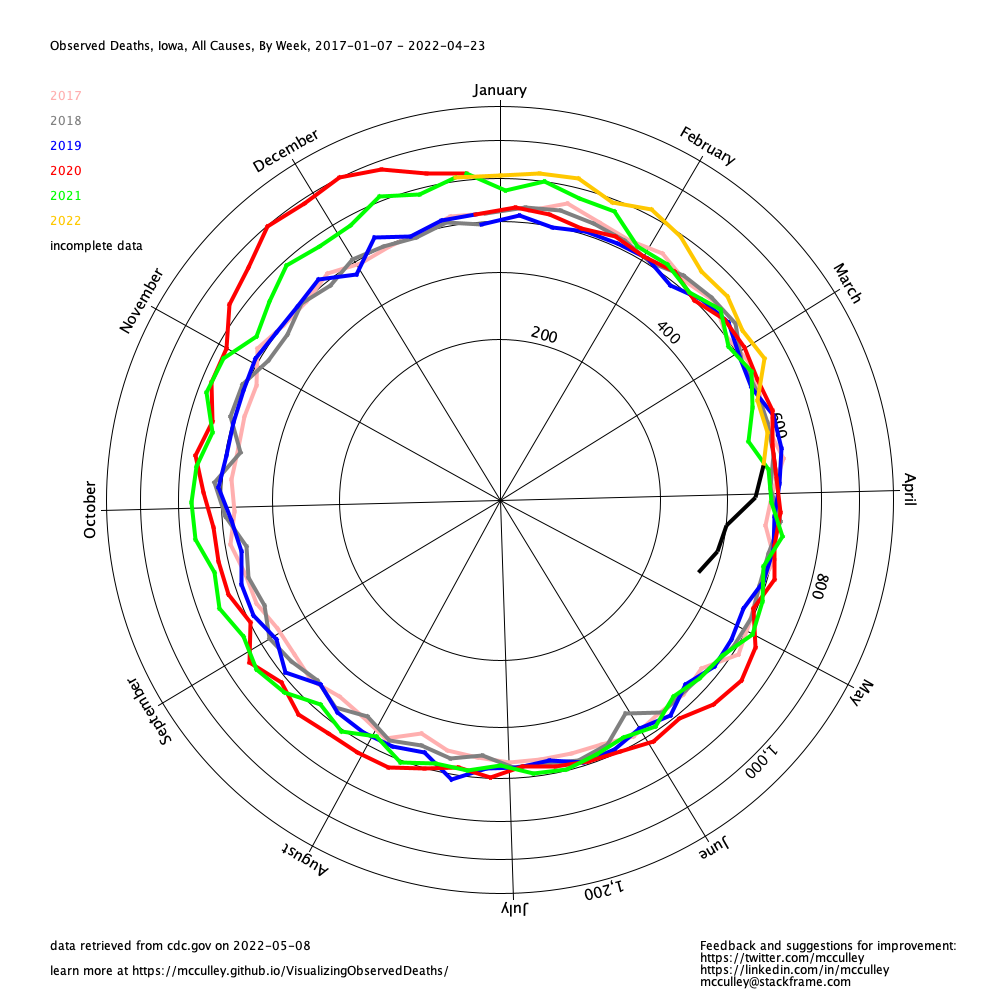 Observed Deaths, Iowa, All Causes, By Week, 2017-01-07 - 2022-04-23
January
2017
2018
2019
2020
2021
2022
incomplete data
December
February
November
March
200
400
600
October
April
800
September
May
1,000
August
June
1,200
July
data retrieved from cdc.gov on 2022-05-08
learn more at https://mcculley.github.io/VisualizingObservedDeaths/
Feedback and suggestions for improvement:
https://twitter.com/mcculley
https://linkedin.com/in/mcculley
mcculley@stackframe.com